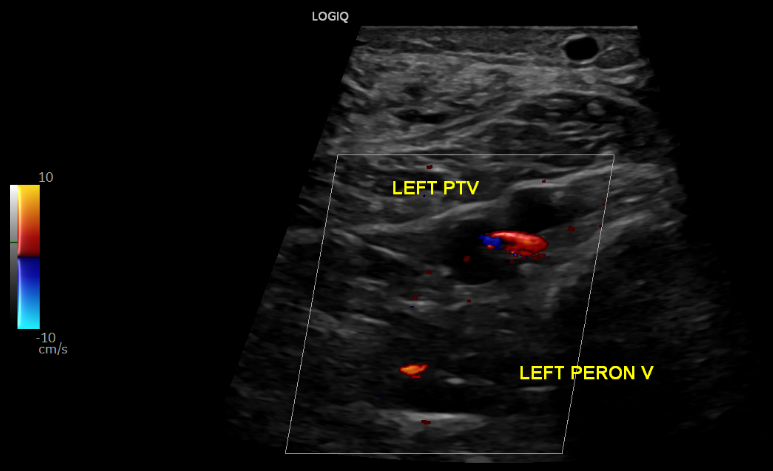 LOGIQ
10
LEFT PTV
-10
cm/s
LEFT PERON V